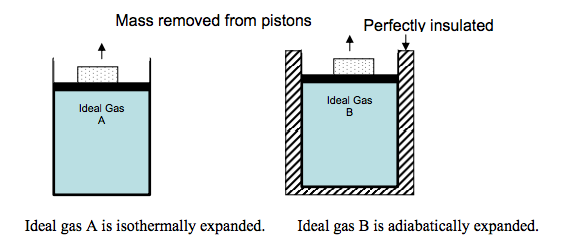 Mass removed from pistons
Perfectly insulated
Ideal Gas
A
Ideal Gas
B
Ideal gas A is isothermally expanded.
Ideal gas B is adiabatically expanded.